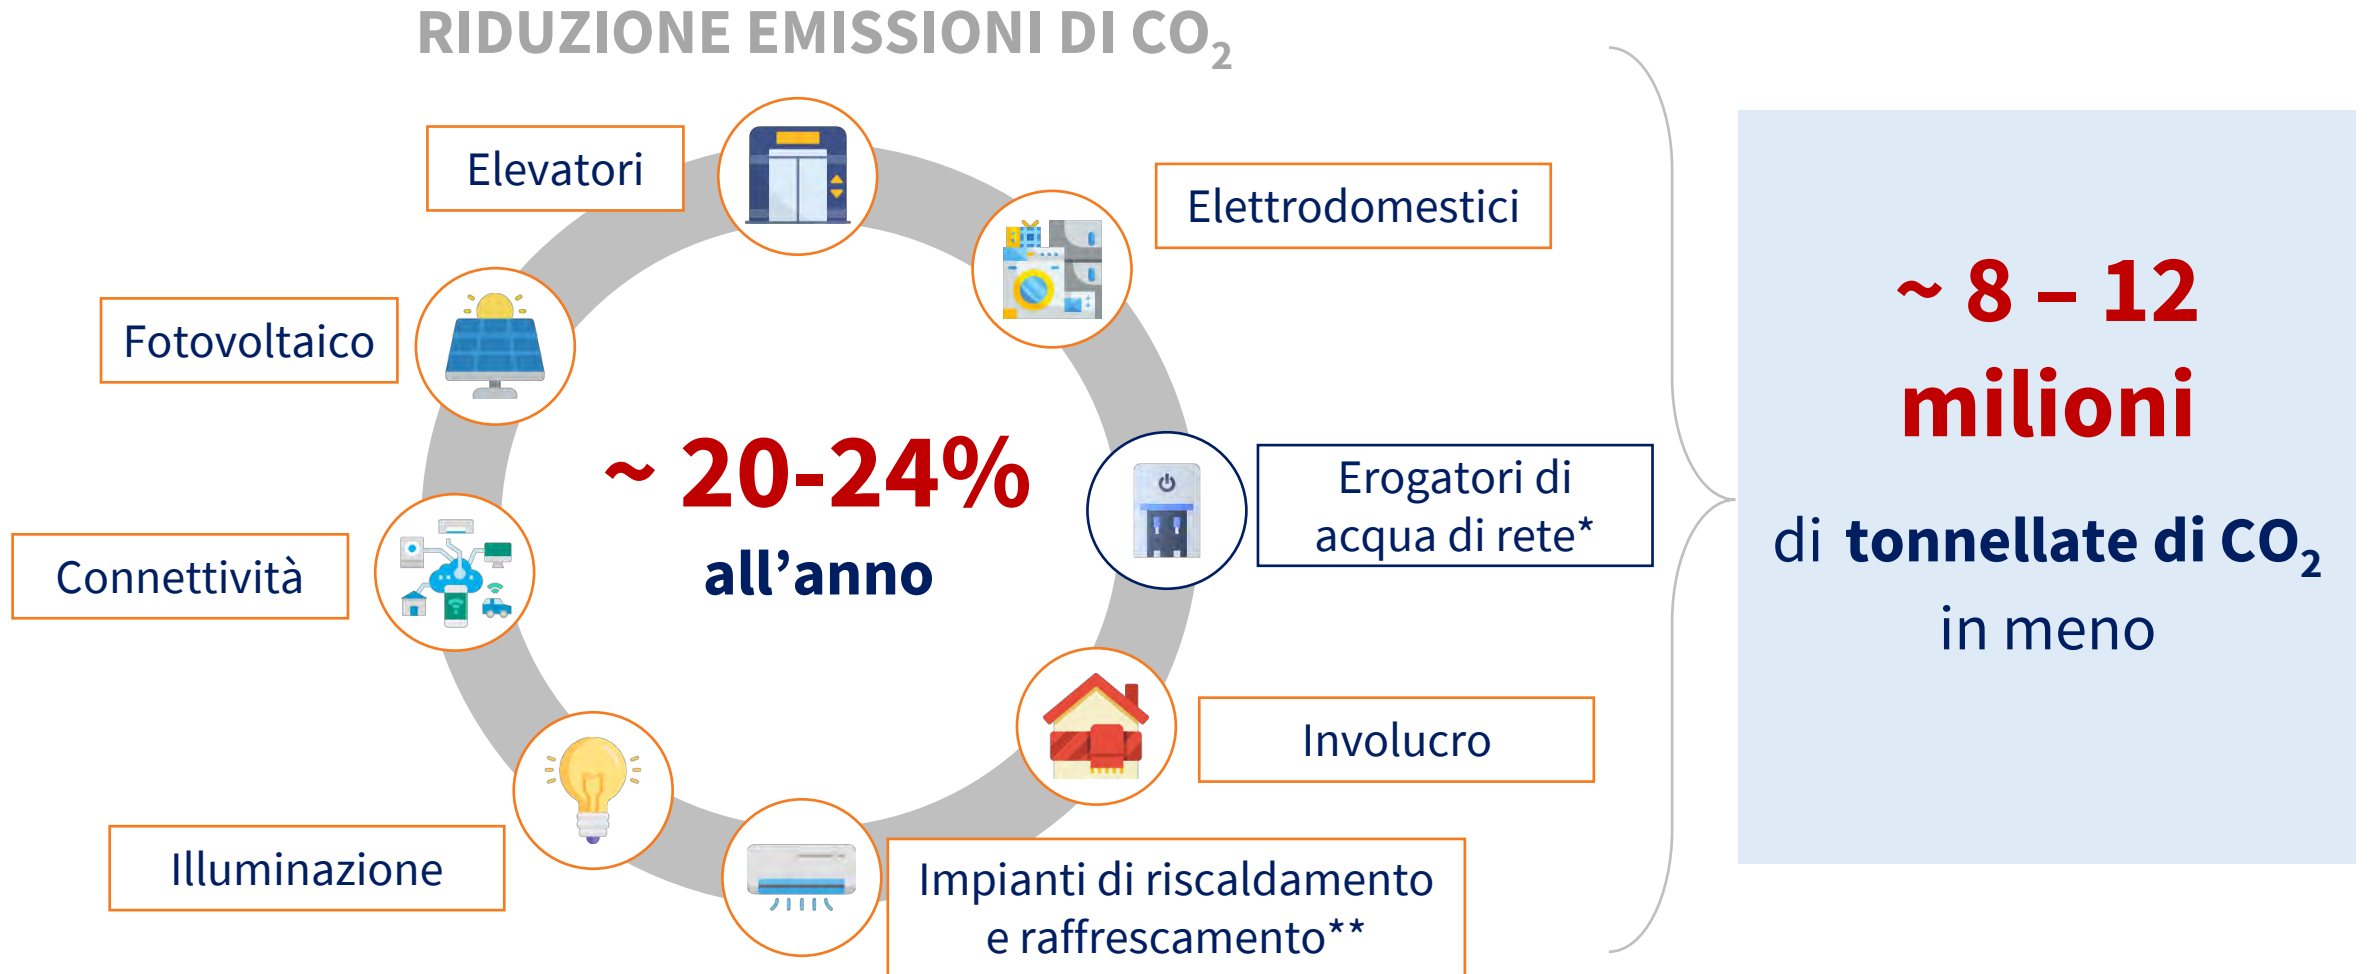 RIDUZIONE EMISSIONI DI CO₂
Elevatori
Elettrodomestici
Fotovoltaico
~ 20-24%
all’anno
Erogatori di
acqua di rete*
Connettività
Involucro
Illuminazione
Impianti di riscaldamento
e raffrescamento**
~ 8 – 12
milioni
di tonnellate di CO₂
in meno